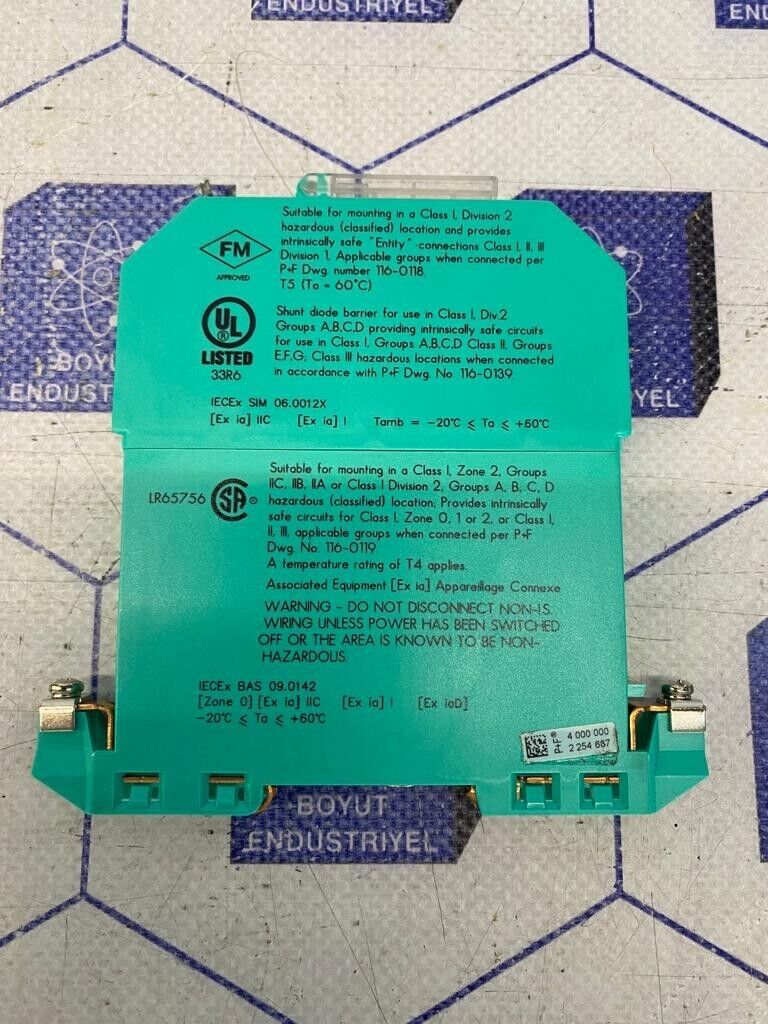 ENDUSTRIYEL
EN
Suitable for mounting in a Class I, Division 2
hazardous (classified) location and provides
intrinsically safe "Entity" connections Class I, II, III
Division 1, Applicable groups when connected per
P+F Dwg. number 116-0118.
T5 (Ta = 60°C)
FM
APPROVED
Shunt diode barrier for use in Class I, Div.2
Groups A,B,C,D providing intrinsically safe circuits
for use in Class I, Groups A,B,C,D Class II, Groups
E,F,G, Class III hazardous locations when connected
in accordance with P+F Dwg. No. 116-0139.
UL ®
LISTED
33R6
IECEx SIM 06.0012X
[Ex ia] IIC [Ex ia] I Tamb = -20°C ≤ Ta ≤ +60°C
BOYUT
ENDUSTRIYE
YEL
LR65756 SA ®
Suitable for mounting in a Class I, Zone 2, Groups
IIC, IIB, IIA or Class I Division 2, Groups A, B, C, D
hazardous (classified) location; Provides intrinsically
safe circuits for Class I, Zone 0, 1 or 2, or Class I,
II, III, applicable groups when connected per P+F
Dwg. No. 116-0119
A temperature rating of T4 applies.
Associated Equipment [Ex ia] Appareillage Connexe
WARNING - DO NOT DISCONNECT NON-I.S.
WIRING UNLESS POWER HAS BEEN SWITCHED
OFF OR THE AREA IS KNOWN TO BE NON-
HAZARDOUS.
IECEx BAS 09.0142
[Zone 0] [Ex ia] IIC [Ex ia] I [Ex iaD]
-20°C ≤ Ta ≤ +60°C
P+F® 4 000 000
2 254 687
BOYUT
ENDUSTRIYEL